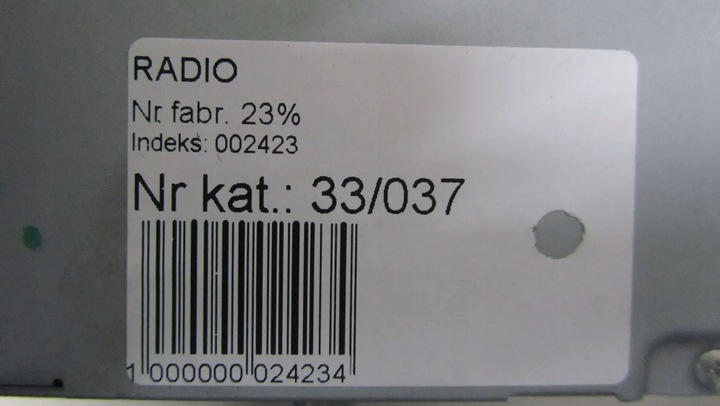 RADIO
Nr fabr. 23%
Indeks: 002423
Nr kat.: 33/037
1 000000 024234